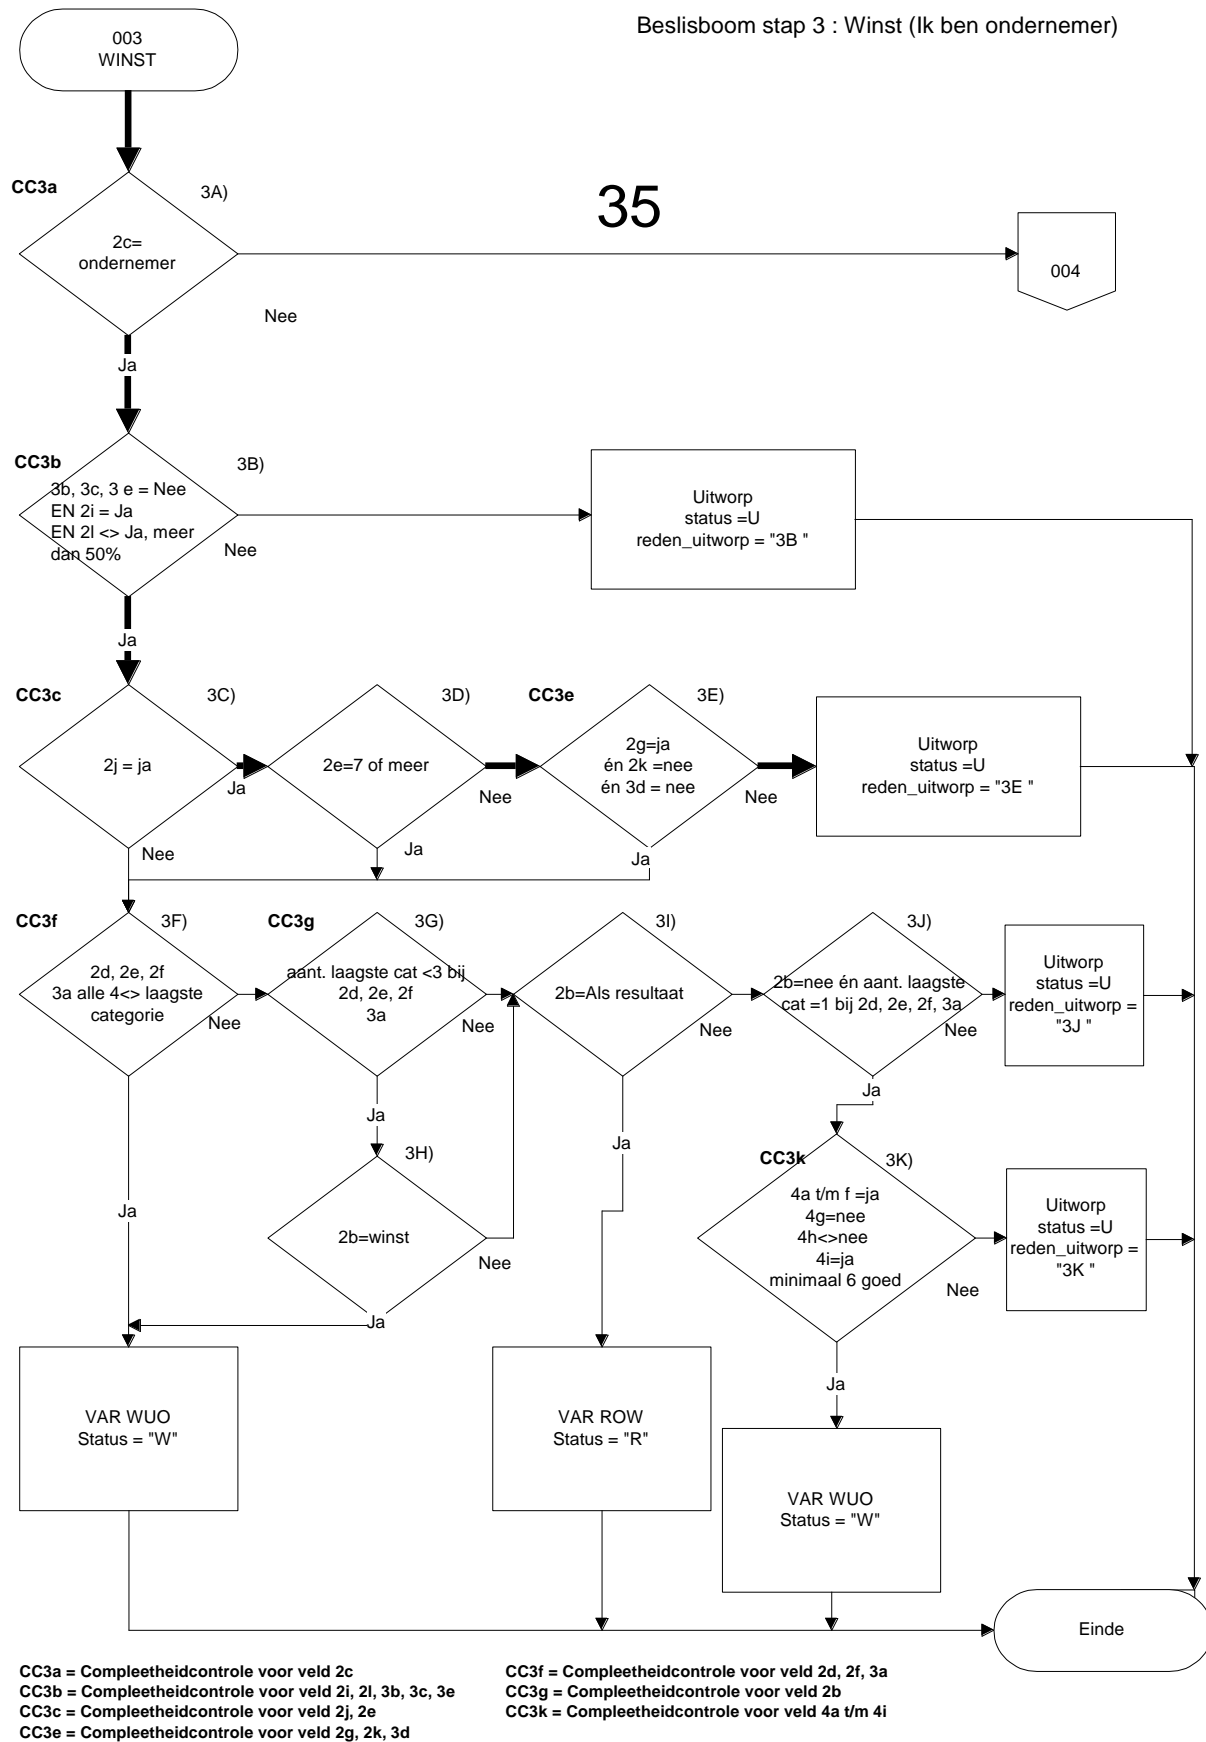 Beslisboom stap 3 : Winst (Ik ben ondernemer)
003
WINST
CC3a
3A)
35
2c=
ondernemer
004
Nee
Ja
CC3b
3B)
3b, 3c, 3 e = Nee
EN 2i = Ja
EN 2l <> Ja, meer
dan 50%
Nee
Uitworp
status =U
reden_uitworp = "3B "
Ja
CC3c
3C)
2j = ja
Ja
Nee
3D)
2e=7 of meer
Nee
Ja
CC3e
3E)
2g=ja
én 2k =nee
én 3d = nee
Nee
Ja
Uitworp
status =U
reden_uitworp = "3E "
CC3f
3F)
2d, 2e, 2f
3a alle 4<> laagste
categorie
Nee
Ja
CC3g
3G)
aant. laagste cat <3 bij
2d, 2e, 2f
3a
Nee
Ja
3I)
2b=Als resultaat
Nee
Ja
3J)
2b=nee én aant. laagste
cat =1 bij 2d, 2e, 2f, 3a
Nee
Ja
Uitworp
status =U
reden_uitworp =
"3J "
3H)
2b=winst
Nee
Ja
CC3k
3K)
4a t/m f =ja
4g=nee
4h<>nee
4i=ja
minimaal 6 goed
Nee
Ja
Uitworp
status =U
reden_uitworp =
"3K "
VAR WUO
Status = "W"
VAR ROW
Status = "R"
VAR WUO
Status = "W"
Einde
CC3a = Compleetheidcontrole voor veld 2c
CC3b = Compleetheidcontrole voor veld 2i, 2l, 3b, 3c, 3e
CC3c = Compleetheidcontrole voor veld 2j, 2e
CC3e = Compleetheidcontrole voor veld 2g, 2k, 3d
CC3f = Compleetheidcontrole voor veld 2d, 2f, 3a
CC3g = Compleetheidcontrole voor veld 2b
CC3k = Compleetheidcontrole voor veld 4a t/m 4i